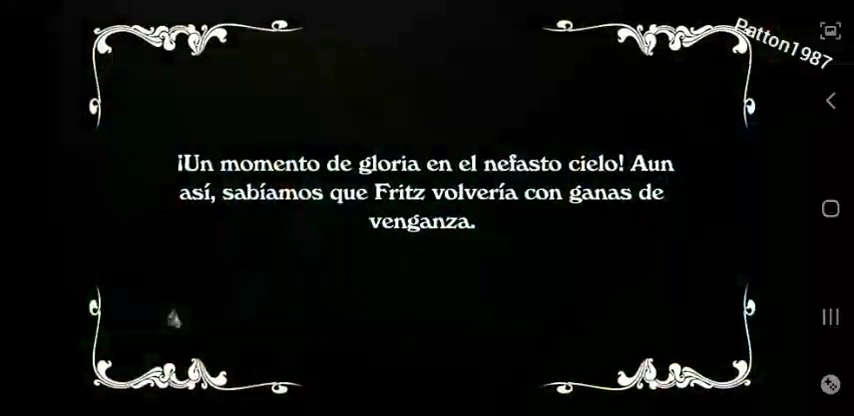 Patton1987
¡Un momento de gloria en el nefasto cielo! Aun
así, sabíamos que Fritz volvería con ganas de
venganza.